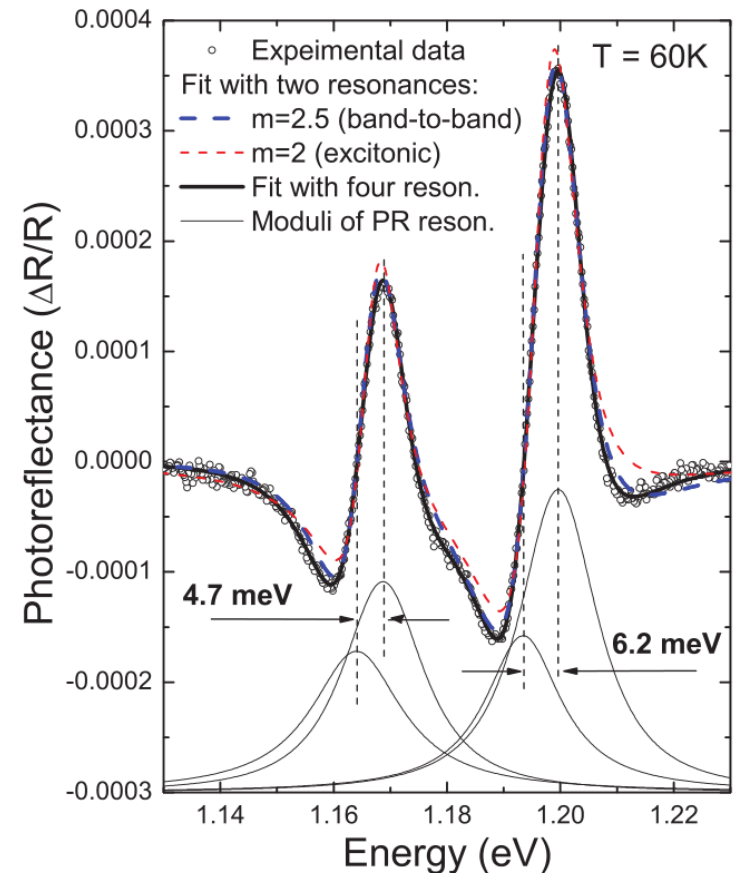 0.0004
0.0003
0.0002
0.0001
0.0000
-0.0001
-0.0002
-0.0003
Photoreflectance (ΔR/R)
Expeimental data
T = 60K
Fit with two resonances:
m=2.5 (band-to-band)
m=2 (excitonic)
Fit with four reson.
Moduli of PR reson.
4.7 meV
6.2 meV
1.14
1.16
1.18
1.20
1.22
Energy (eV)